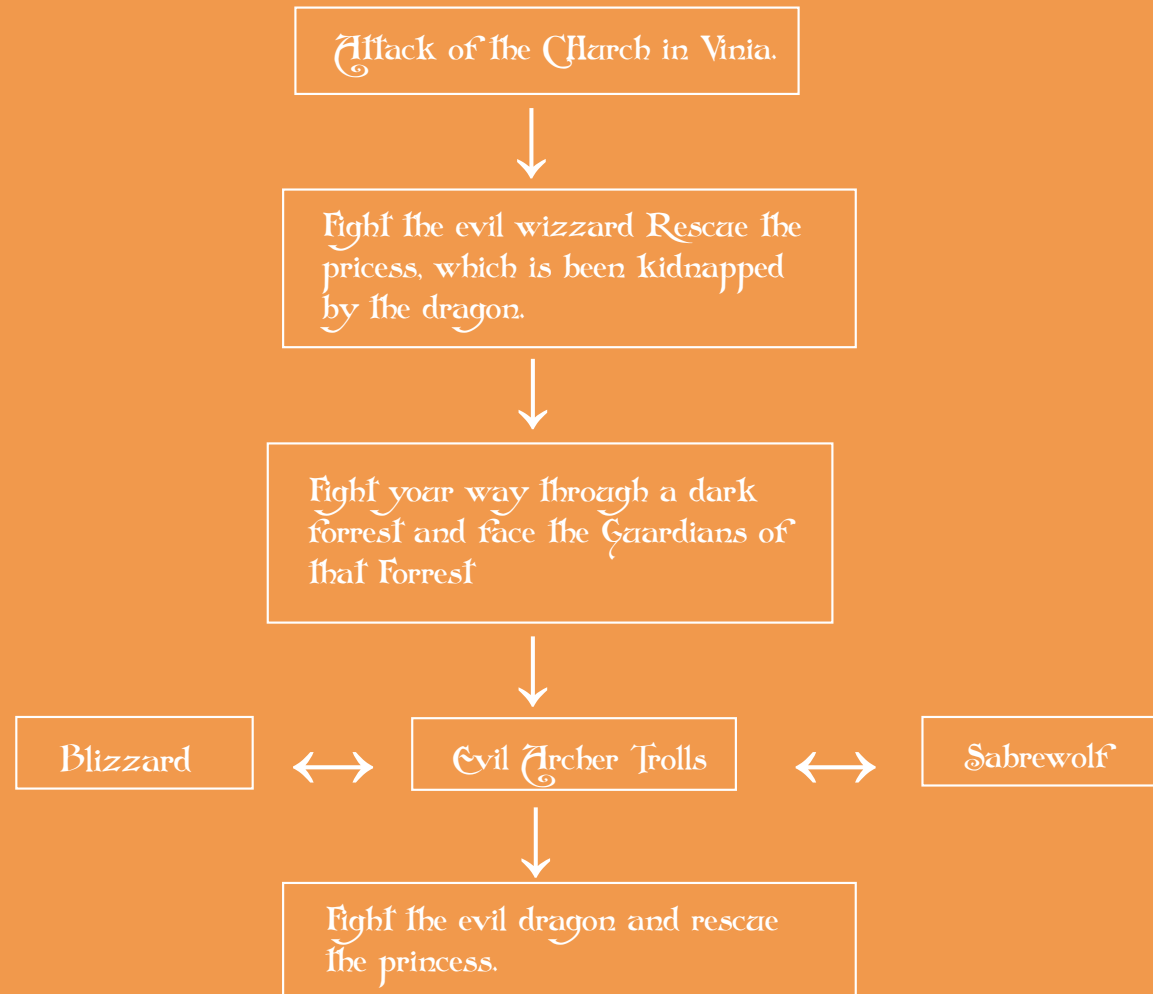 Attack of the CHurch in Vinia.
Fight the evil wizzard Rescue the
pricess, which is been kidnapped
by the dragon.
Fight your way through a dark
forrest and face the Guardians of
that Forrest
Blizzard
Evil Archer Trolls
Sabrewolf
Fight the evil dragon and rescue
the princess.